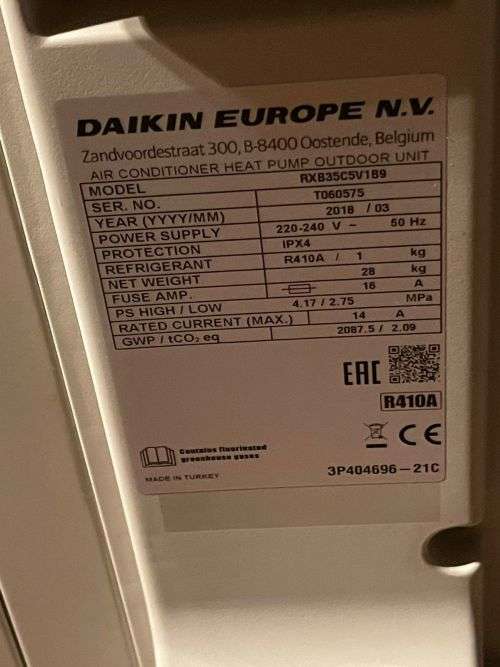 DAIKIN EUROPE N.V.
Zandvoordestraat 300, B-8400 Oostende, Belgium
AIR CONDITIONER HEAT PUMP OUTDOOR UNIT
MODEL RXB35C5V1B9
SER. NO. T060575
YEAR (YYYY/MM) 2018 / 03
POWER SUPPLY 220-240 V ~ 50 Hz
PROTECTION IPX4
REFRIGERANT R410A / 1 kg
NET WEIGHT 28 kg
FUSE AMP. 16 A
PS HIGH / LOW 4.17 / 2.75 MPa
RATED CURRENT (MAX.) 14 A
GWP / tCO₂ eq 2087.5 / 2.09
EAC
R410A
CE
Contains fluorinated
greenhouse gases
MADE IN TURKEY
3P404696-21C